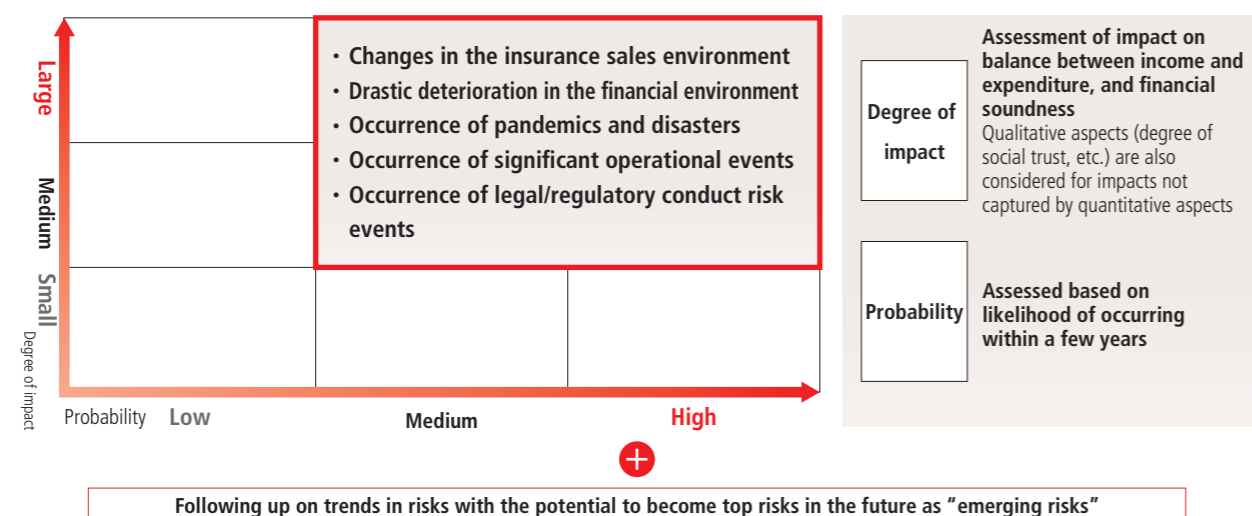 Large
Medium
Small
Degree of impact
・Changes in the insurance sales environment
・Drastic deterioration in the financial environment
・Occurrence of pandemics and disasters
・Occurrence of significant operational events
・Occurrence of legal/regulatory conduct risk
events
Probability
Low
Medium
High
Degree of
impact
Assessment of impact on
balance between income and
expenditure, and financial
soundness
Qualitative aspects (degree of
social trust, etc.) are also
considered for impacts not
captured by quantitative aspects
Probability
Assessed based on
likelihood of occurring
within a few years
+
Following up on trends in risks with the potential to become top risks in the future as “emerging risks”